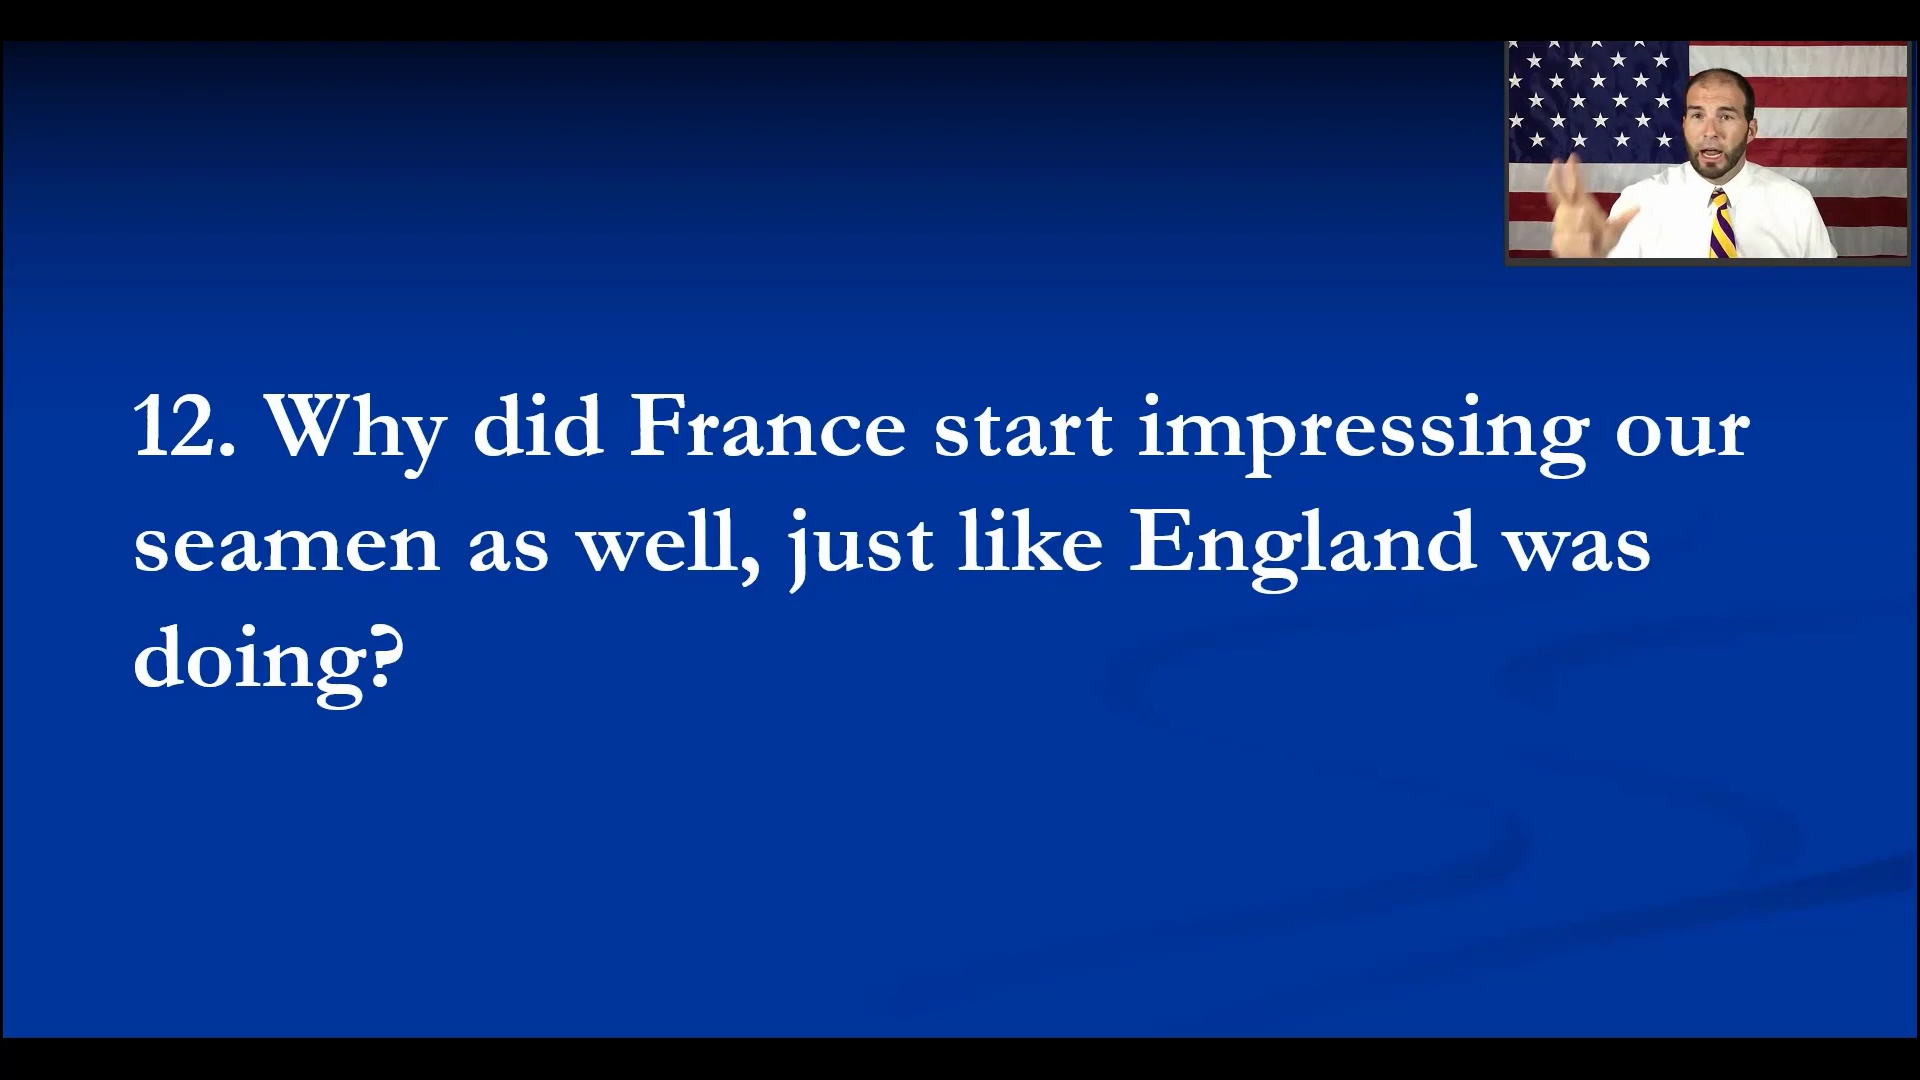 12. Why did France start impressing our
seamen as well, just like England was
doing?